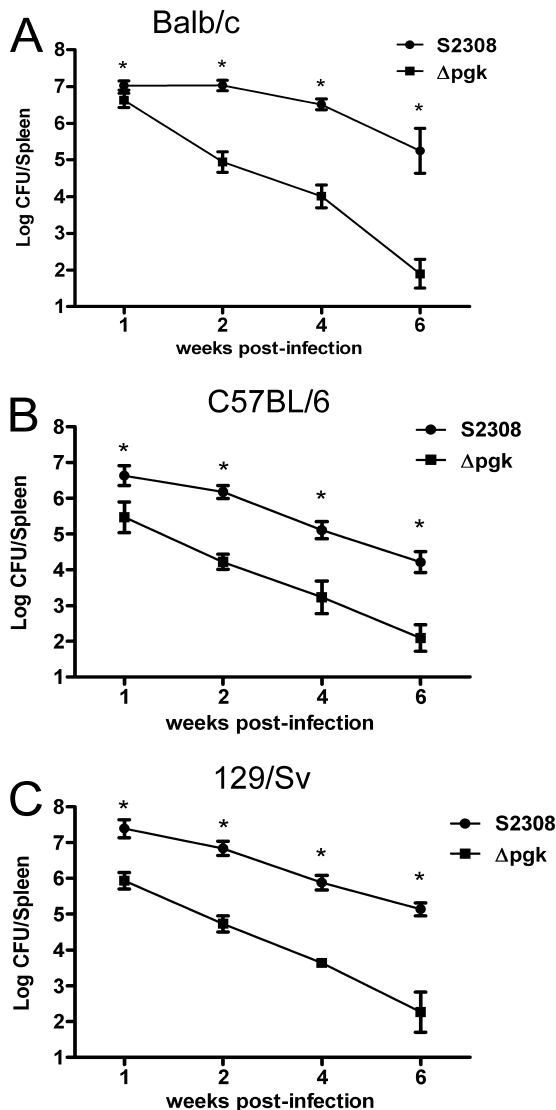 A
Balb/c
S2308
Δpgk
Log CFU/Spleen
8
7
6
5
4
3
2
1
* * * *
1 2 4 6
weeks post-infection
B
C57BL/6
S2308
Δpgk
Log CFU/Spleen
8
7
6
5
4
3
2
1
* * * *
1 2 4 6
weeks post-infection
C
129/Sv
S2308
Δpgk
Log CFU/Spleen
8
7
6
5
4
3
2
1
* * * *
1 2 4 6
weeks post-infection